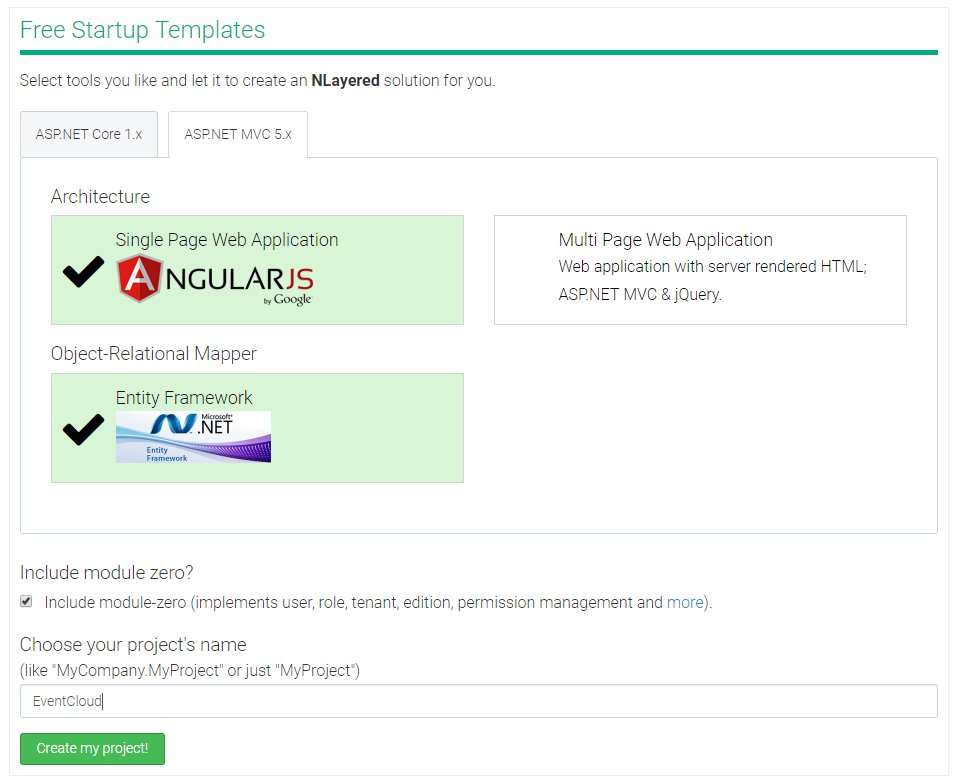 Free Startup Templates
Select tools you like and let it to create an NLayered solution for you.
ASP.NET Core 1.x
ASP.NET MVC 5.x
Architecture
Single Page Web Application
ANGULARJS
by Google
Multi Page Web Application
Web application with server rendered HTML;
ASP.NET MVC & jQuery.
Object-Relational Mapper
Entity Framework
Microsoft®
.NET
Entity
Framework
Include module zero?
Include module-zero (implements user, role, tenant, edition, permission management and more).
Choose your project's name
(like "MyCompany.MyProject" or just "MyProject")
EventCloud
Create my project!